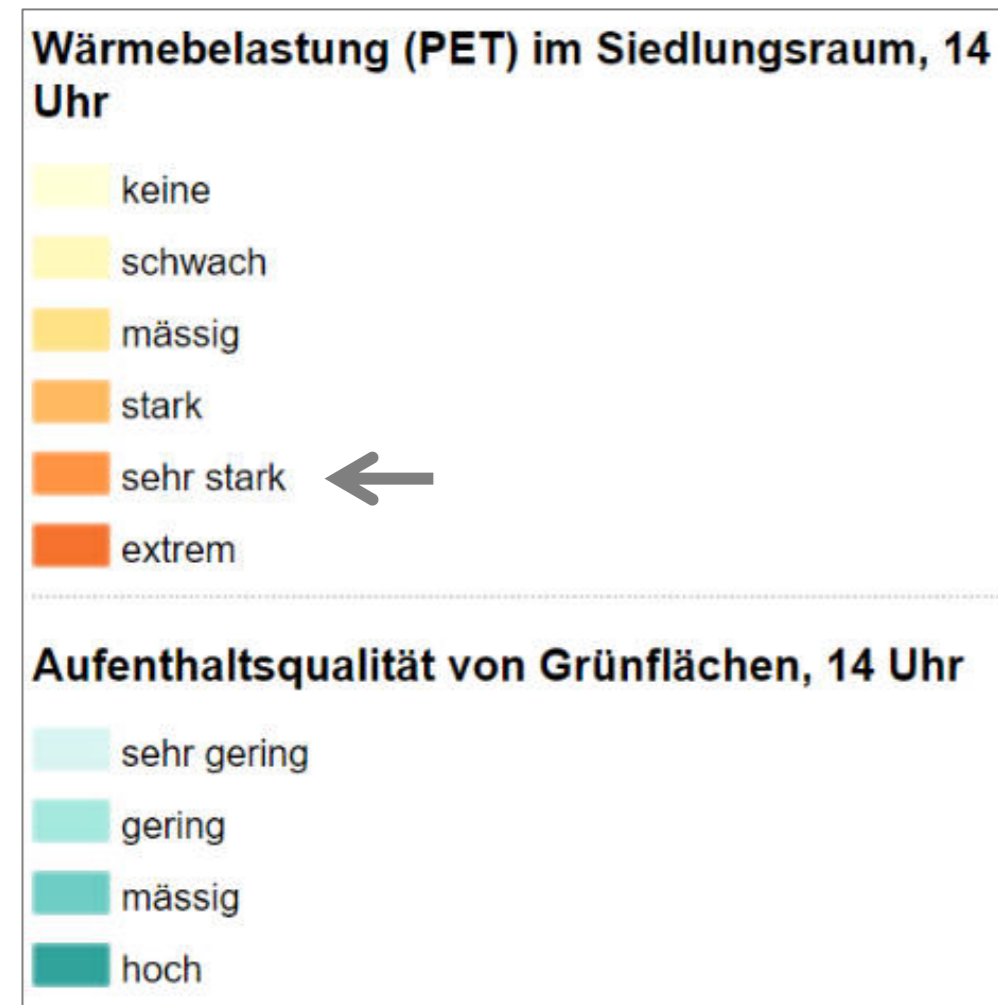 Wärmebelastung (PET) im Siedlungsraum, 14
Uhr
keine
schwach
mässig
stark
sehr stark
extrem
Aufenthaltsqualität von Grünflächen, 14 Uhr
sehr gering
gering
mässig
hoch